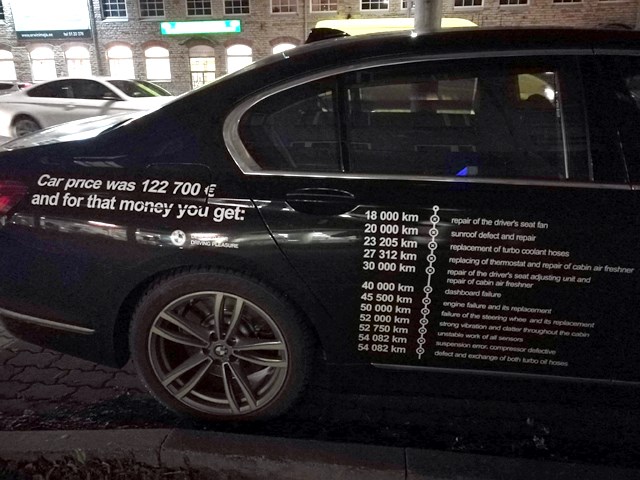 Car price was 122 700 €
and for that money you get:
DRIVING PLEASURE
18 000 km repair of the driver's seat fan
20 000 km sunroof defect and repair
23 205 km replacement of turbo coolant hoses
27 312 km replacing of thermostat and repair of cabin air freshner
30 000 km repair of the driver's seat adjusting unit and
repair of cabin air freshner
40 000 km dashboard failure
45 500 km engine failure and its replacement
50 000 km failure of the steering whee and its replacement
52 000 km strong vibration and clatter throughout the cabin
52 750 km unstable work of all sensors
54 082 km suspension error, compressor defective
54 082 km defect and exchange of both turbo oil hoses